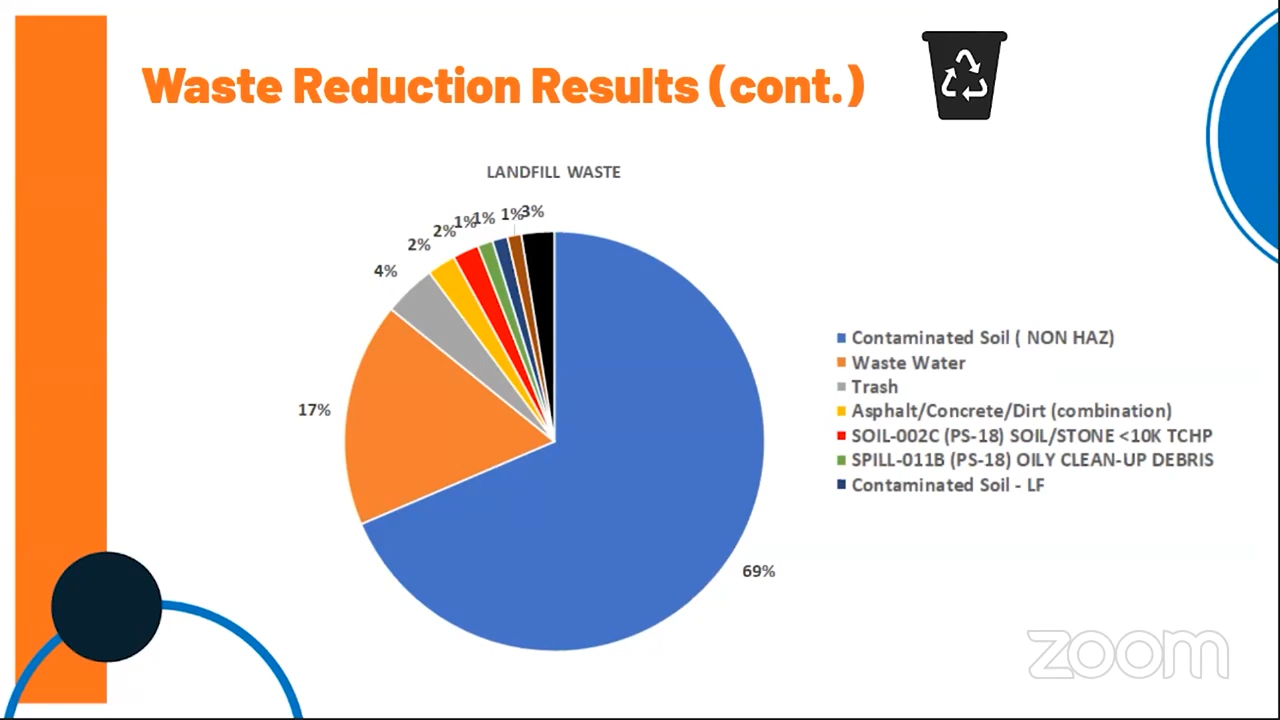 Waste Reduction Results (cont.)
LANDFILL WASTE
4%
2%
2%
1%
1%
1%
3%
17%
69%
Contaminated Soil ( NON HAZ)
Waste Water
Trash
Asphalt/Concrete/Dirt (combination)
SOIL-002C (PS-18) SOIL/STONE <10K TCHP
SPILL-011B (PS-18) OILY CLEAN-UP DEBRIS
Contaminated Soil - LF
zoom